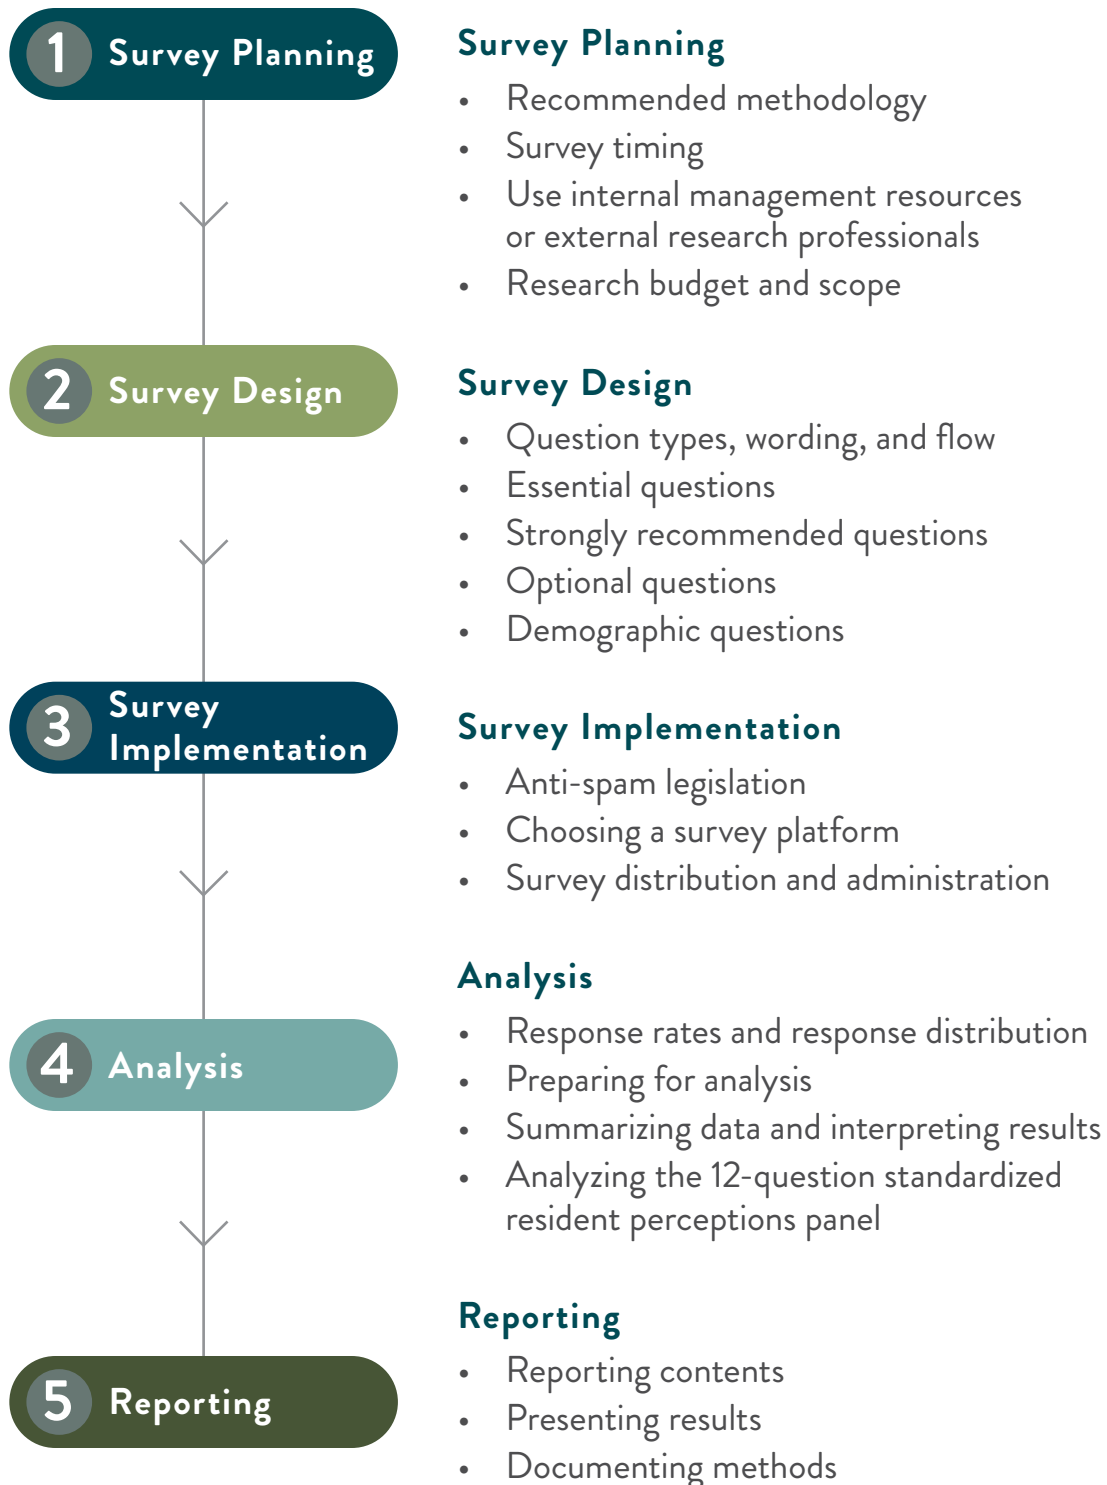 1 Survey Planning
Survey Planning
• Recommended methodology
• Survey timing
• Use internal management resources
or external research professionals
• Research budget and scope
2 Survey Design
Survey Design
• Question types, wording, and flow
• Essential questions
• Strongly recommended questions
• Optional questions
• Demographic questions
3 Survey
Implementation
Survey Implementation
• Anti-spam legislation
• Choosing a survey platform
• Survey distribution and administration
4 Analysis
Analysis
• Response rates and response distribution
• Preparing for analysis
• Summarizing data and interpreting results
• Analyzing the 12-question standardized
resident perceptions panel
5 Reporting
Reporting
• Reporting contents
• Presenting results
• Documenting methods